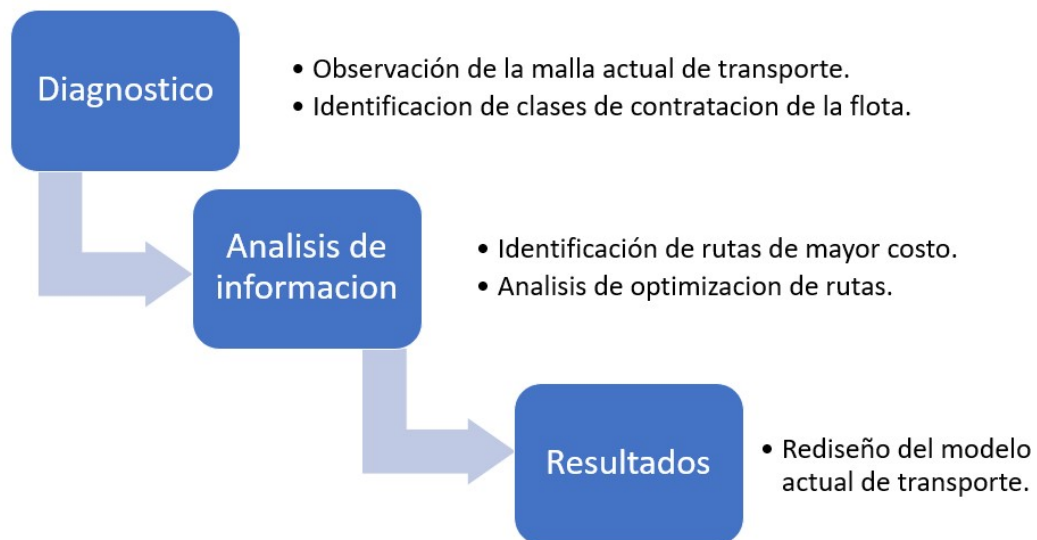 Diagnostico
• Observación de la malla actual de transporte.
• Identificacion de clases de contratacion de la flota.
Analisis de
informacion
• Identificación de rutas de mayor costo.
• Analisis de optimizacion de rutas.
Resultados
• Rediseño del modelo
actual de transporte.